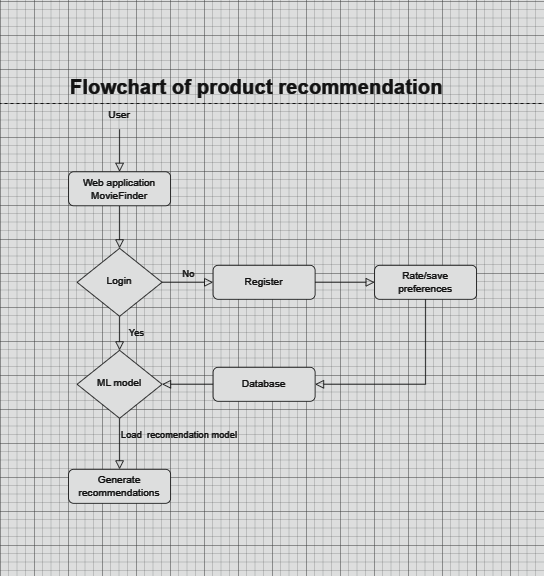 Flowchart of product recommendation
User
Web application
MovieFinder
Login
No
Register
Rate/save
preferences
Yes
ML model
Database
Load recomendation model
Generate
recommendations